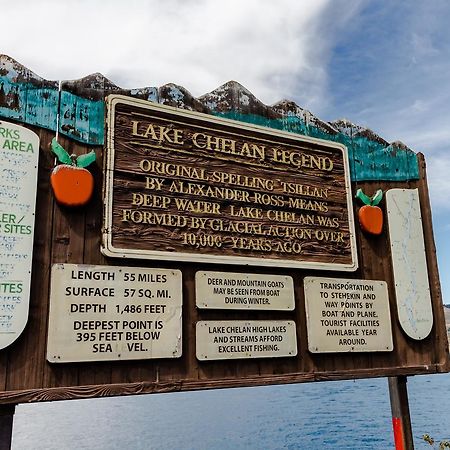 RKS
AREA
SITES
LAKE CHELAN LEGEND
ORIGINAL SPELLING TSILLAN
BY ALEXANDER ROSS MEANS
DEEP WATER LAKE CHELAN WAS
FORMED BY GLACIAL ACTION OVER
10,000 YEARS AGO
LENGTH 55 MILES
SURFACE 57 SQ. MI.
DEPTH 1,486 FEET
DEEPEST POINT IS
395 FEET BELOW
SEA VEL.
DEER AND MOUNTAIN GOATS
MAY BE SEEN FROM BOAT
DURING WINTER.
LAKE CHELAN HIGH LAKES
AND STREAMS AFFORD
EXCELLENT FISHING.
TRANSPORTATION
TO STEHEKIN AND
WAY POINTS BY
BOAT AND PLANE.
TOURIST FACILITIES
AVAILABLE YEAR
AROUND.